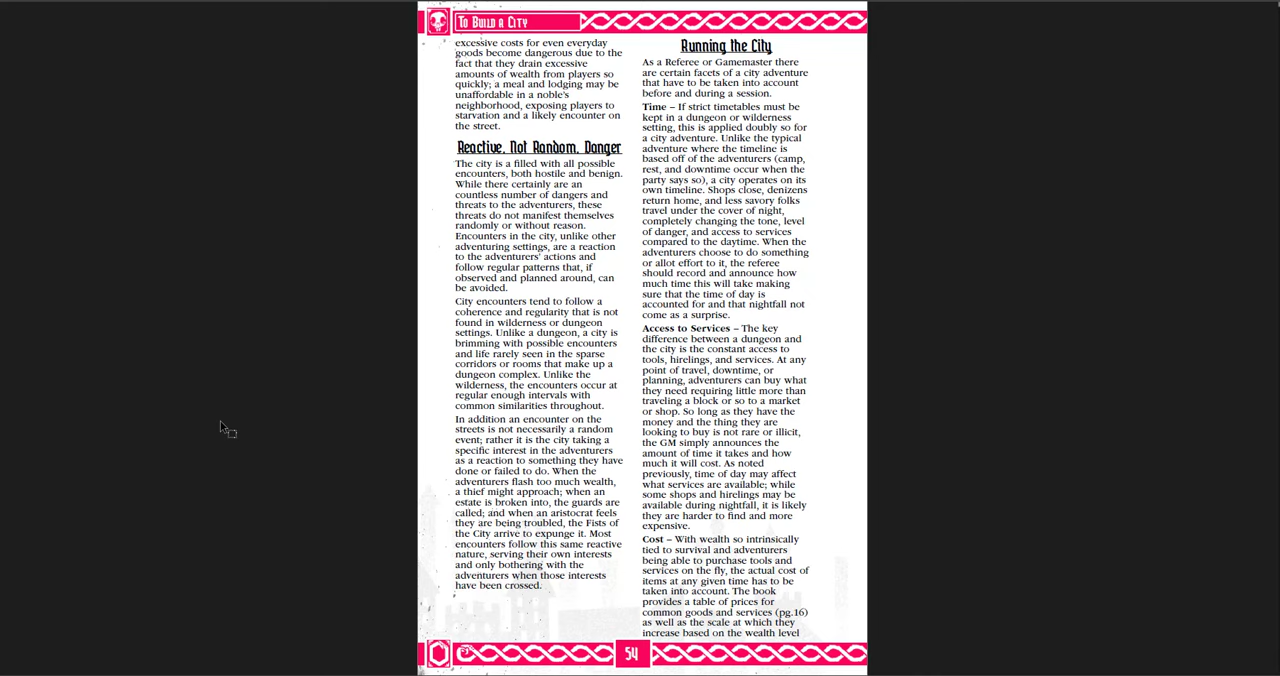 To Build a City
excessive costs for even everyday
goods become dangerous due to the
fact that they drain excessive
amounts of wealth from players so
quickly; a meal and lodging may be
unaffordable in a noble's
neighborhood, exposing players to
starvation and a likely encounter on
the street.
Reactive, Not Random, Danger
The city is a filled with all possible
encounters, both hostile and benign.
While there certainly are an
countless number of dangers and
threats to the adventurers, these
threats do not manifest themselves
randomly or without reason.
Encounters in the city, unlike other
adventuring settings, are a reaction
to the adventurers' actions and
follow regular patterns that, if
observed and planned around, can
be avoided.
City encounters tend to follow a
coherence and regularity that is not
found in wilderness or dungeon
settings. Unlike a dungeon, a city is
brimming with possible encounters
and life rarely seen in the sparse
corridors or rooms that make up a
dungeon complex. Unlike the
wilderness, the encounters occur at
regular enough intervals with
common similarities throughout.
In addition an encounter on the
streets is not necessarily a random
event; rather it is the city taking a
specific interest in the adventurers
as a reaction to something they have
done or failed to do. When the
adventurers flash too much wealth,
a thief might approach; when an
estate is broken into, the guards are
called; and when an aristocrat feels
they are being troubled, the Fists of
the City arrive to expunge it. Most
encounters follow this same reactive
nature, serving their own interests
and only bothering with the
adventurers when those interests
have been crossed.
Running the City
As a Referee or Gamemaster there
are certain facets of a city adventure
that have to be taken into account
before and during a session.
Time – If strict timetables must be
kept in a dungeon or wilderness
setting, this is applied doubly so for
a city adventure. Unlike the typical
adventure where the timeline is
based off of the adventurers (camp,
rest, and downtime occur when the
party says so), a city operates on its
own timeline. Shops close, denizens
return home, and less savory folks
travel under the cover of night,
completely changing the tone, level
of danger, and access to services
compared to the daytime. When the
adventurers choose to do something
or allot effort to it, the referee
should record and announce how
much time this will take making
sure that the time of day is
accounted for and that nightfall not
come as a surprise.
Access to Services – The key
difference between a dungeon and
the city is the constant access to
tools, hirelings, and services. At any
point of travel, downtime, or
planning, adventurers can buy what
they need requiring little more than
traveling a block or so to a market
or shop. So long as they have the
money and the thing they are
looking to buy is not rare or illicit,
the GM simply announces the
amount of time it takes and how
much it will cost. As noted
previously, time of day may affect
what services are available; while
some shops and hirelings may be
available during nightfall, it is likely
they are harder to find and more
expensive.
Cost – With wealth so intrinsically
tied to survival and adventurers
being able to purchase tools and
services on the fly, the actual cost of
items at any given time has to be
taken into account. The book
provides a table of prices for
common goods and services (pg.16)
as well as the scale at which they
increase based on the wealth level
54